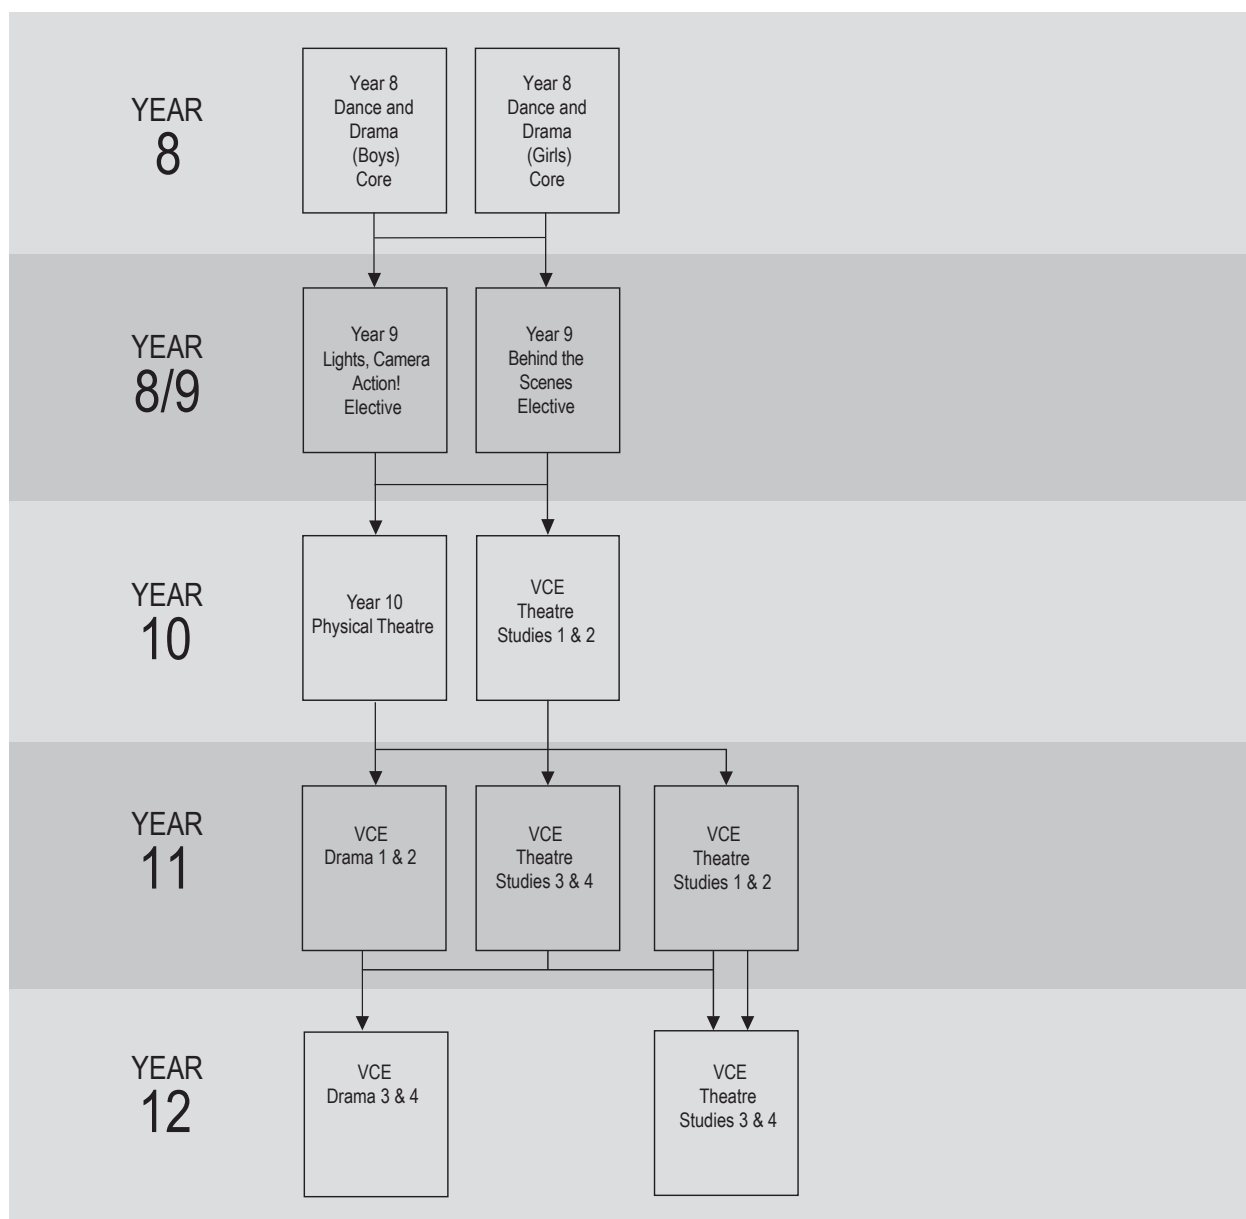 YEAR
8
Year 8
Dance and
Drama
(Boys)
Core
Year 8
Dance and
Drama
(Girls)
Core
YEAR
8/9
Year 9
Lights, Camera
Action!
Elective
Year 9
Behind the
Scenes
Elective
YEAR
10
Year 10
Physical Theatre
VCE
Theatre
Studies 1 & 2
YEAR
11
VCE
Drama 1 & 2
VCE
Theatre
Studies 3 & 4
VCE
Theatre
Studies 1 & 2
YEAR
12
VCE
Drama 3 & 4
VCE
Theatre
Studies 3 & 4